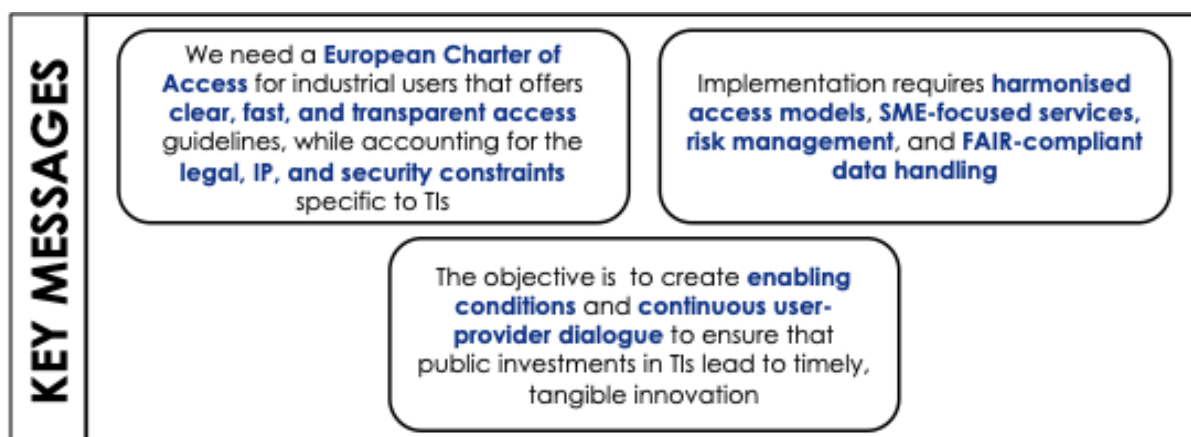 KEY MESSAGES
We need a European Charter of
Access for industrial users that offers
clear, fast, and transparent access
guidelines, while accounting for the
legal, IP, and security constraints
specific to TIs
Implementation requires harmonised
access models, SME-focused services,
risk management, and FAIR-compliant
data handling
The objective is to create enabling
conditions and continuous user-
provider dialogue to ensure that
public investments in TIs lead to timely,
tangible innovation